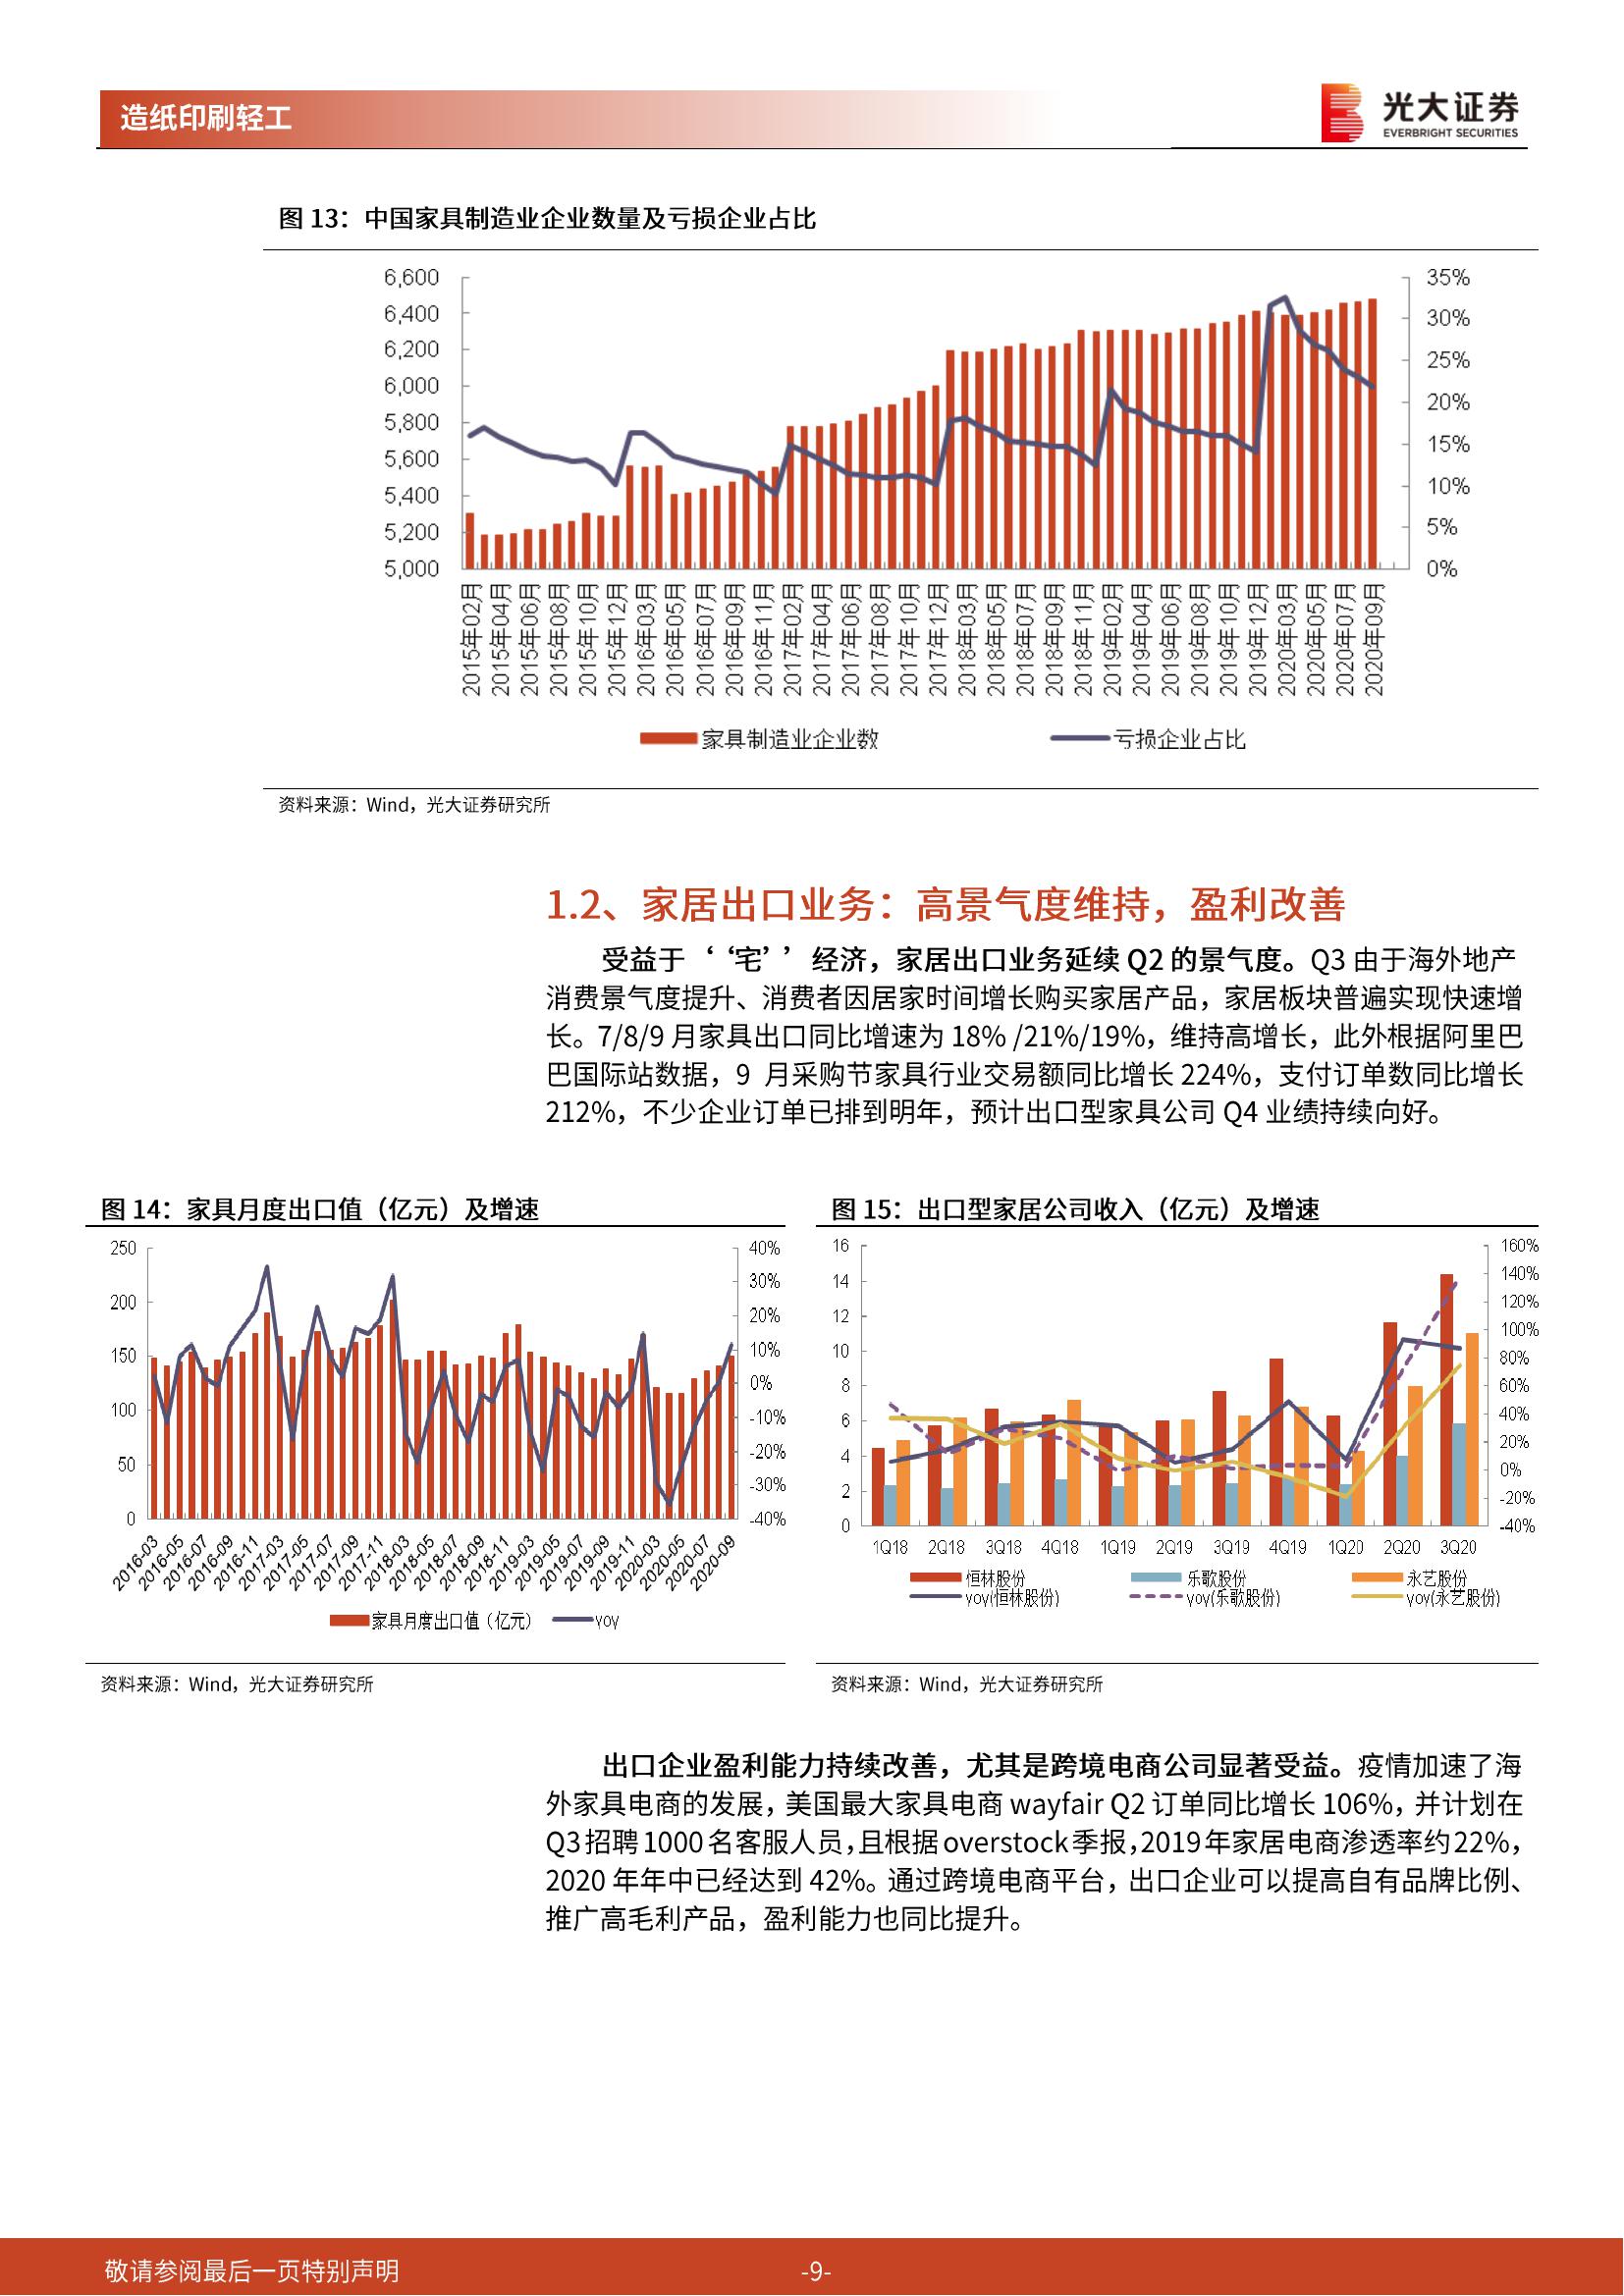 造纸印刷轻工
光大证券
EVERBRIGHT SECURITIES
图 13：中国家具制造业企业数量及亏损企业占比
6,600
6,400
6,200
6,000
5,800
5,600
5,400
5,200
5,000
35%
30%
25%
20%
15%
10%
5%
0%
2015年02月
2015年04月
2015年06月
2015年08月
2015年10月
2015年12月
2016年03月
2016年05月
2016年07月
2016年09月
2016年11月
2017年02月
2017年04月
2017年06月
2017年08月
2017年10月
2017年12月
2018年03月
2018年05月
2018年07月
2018年09月
2018年11月
2019年02月
2019年04月
2019年06月
2019年08月
2019年10月
2019年12月
2020年03月
2020年05月
2020年07月
2020年09月
家具制造业企业数 亏损企业占比
资料来源：Wind，光大证券研究所
1.2、家居出口业务：高景气度维持，盈利改善
受益于‘‘宅’’经济，家居出口业务延续 Q2 的景气度。Q3 由于海外地产
消费景气度提升、消费者因居家时间增长购买家居产品，家居板块普遍实现快速增
长。7/8/9 月家具出口同比增速为 18% /21%/19%，维持高增长，此外根据阿里巴
巴国际站数据，9 月采购节家具行业交易额同比增长 224%，支付订单数同比增长
212%，不少企业订单已排到明年，预计出口型家具公司 Q4 业绩持续向好。
图 14：家具月度出口值（亿元）及增速
250
200
150
100
50
0
40%
30%
20%
10%
0%
-10%
-20%
-30%
-40%
2016-03
2016-05
2016-07
2016-09
2016-11
2017-03
2017-05
2017-07
2017-09
2017-11
2018-03
2018-05
2018-07
2018-09
2018-11
2019-03
2019-05
2019-07
2019-09
2019-11
2020-03
2020-05
2020-07
2020-09
家具月度出口值（亿元） yoy
资料来源：Wind，光大证券研究所
图 15：出口型家居公司收入（亿元）及增速
16
14
12
10
8
6
4
2
0
160%
140%
120%
100%
80%
60%
40%
20%
0%
-20%
-40%
1Q18 2Q18 3Q18 4Q18 1Q19 2Q19 3Q19 4Q19 1Q20 2Q20 3Q20
恒林股份 乐歌股份 永艺股份
yoy(恒林股份) yoy(乐歌股份) yoy(永艺股份)
资料来源：Wind，光大证券研究所
出口企业盈利能力持续改善，尤其是跨境电商公司显著受益。疫情加速了海
外家具电商的发展，美国最大家具电商 wayfair Q2 订单同比增长 106%，并计划在
Q3 招聘 1000 名客服人员，且根据 overstock 季报，2019 年家居电商渗透率约 22%，
2020 年年中已经达到 42%。通过跨境电商平台，出口企业可以提高自有品牌比例、
推广高毛利产品，盈利能力也同比提升。
敬请参阅最后一页特别声明
-9-